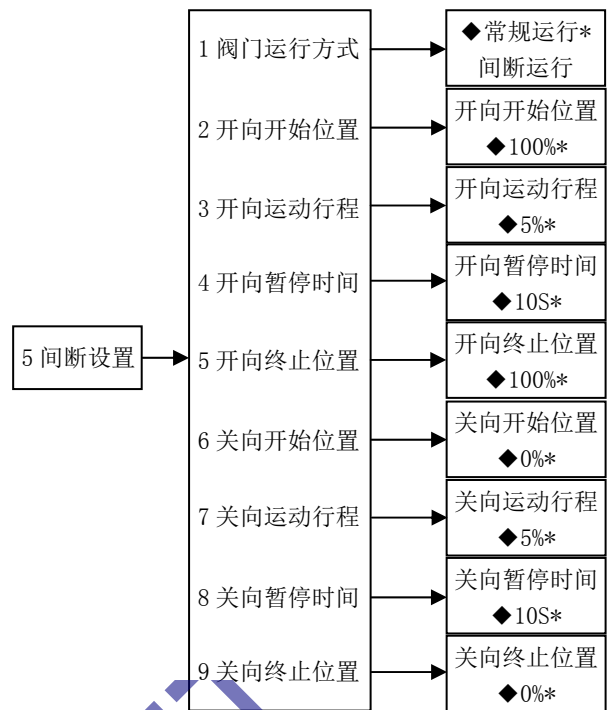 5 间断设置
1 阀门运行方式
◆常规运行*
间断运行
2 开向开始位置
开向开始位置
◆100%*
3 开向运动行程
开向运动行程
◆5%*
4 开向暂停时间
开向暂停时间
◆10S*
5 开向终止位置
开向终止位置
◆100%*
6 关向开始位置
关向开始位置
◆0%*
7 关向运动行程
关向运动行程
◆5%*
8 关向暂停时间
关向暂停时间
◆10S*
9 关向终止位置
关向终止位置
◆0%*